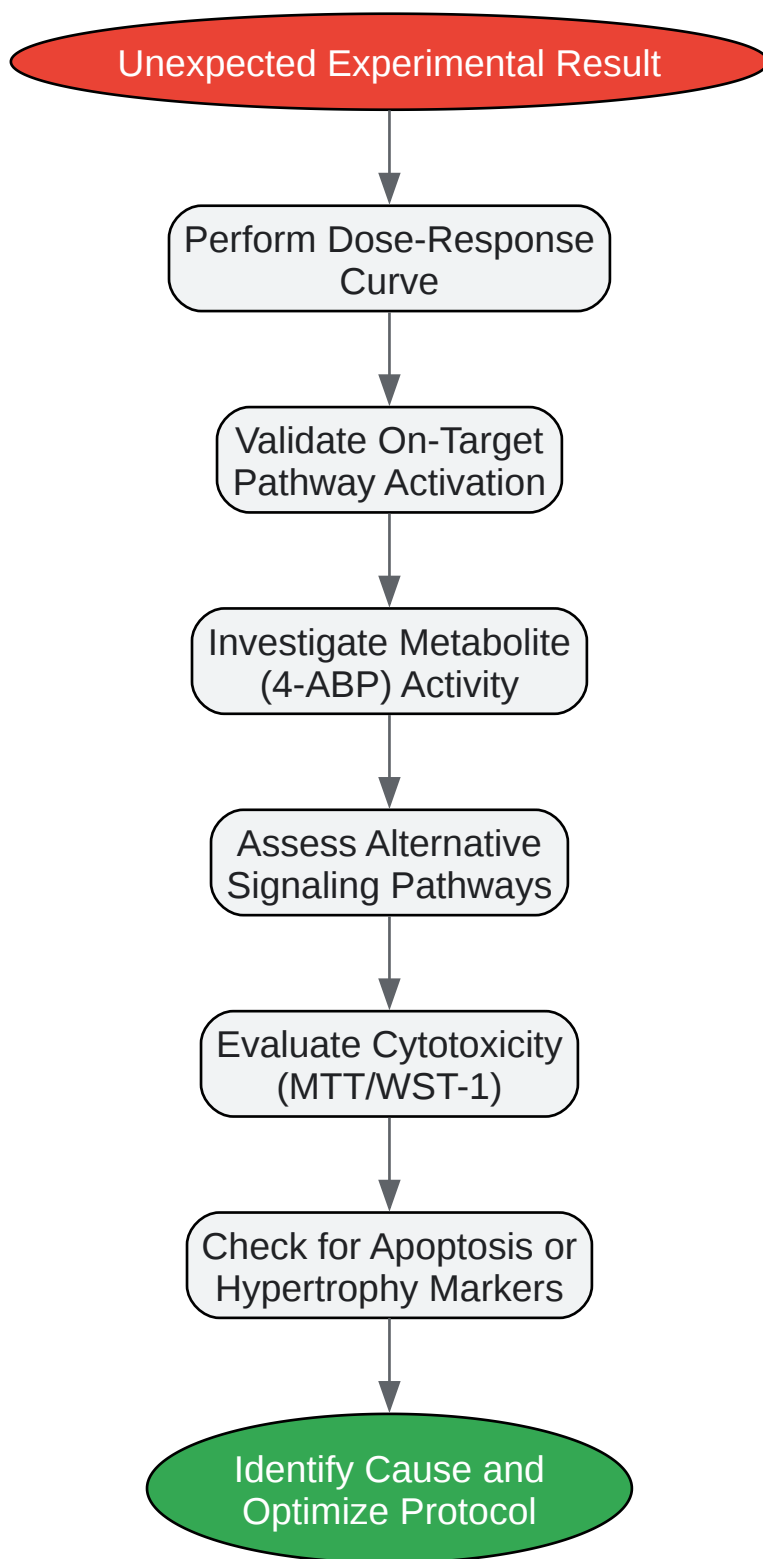 Unexpected Experimental Result
Perform Dose-Response
Curve
Validate On-Target
Pathway Activation
Investigate Metabolite
(4-ABP) Activity
Assess Alternative
Signaling Pathways
Evaluate Cytotoxicity
(MTT/WST-1)
Check for Apoptosis or
Hypertrophy Markers
Identify Cause and
Optimize Protocol